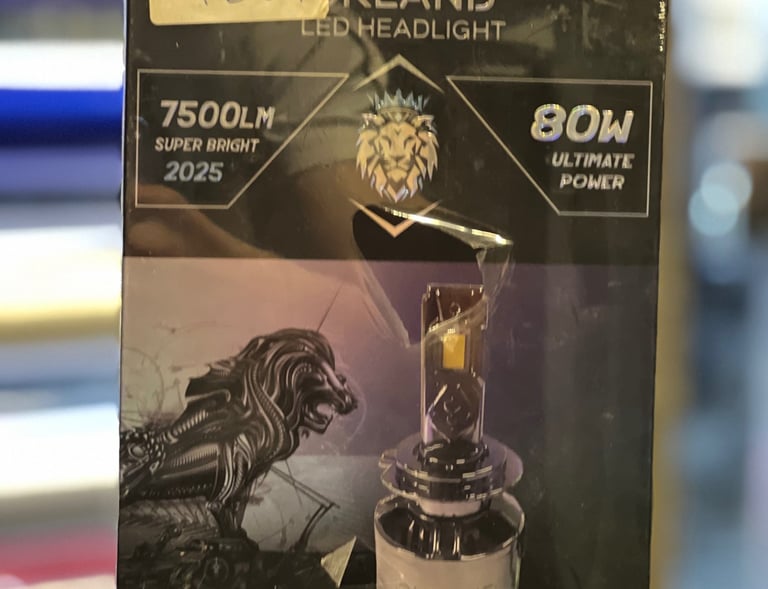 LED HEADLIGHT
7500LM
SUPER BRIGHT
2025
80W
ULTIMATE
POWER